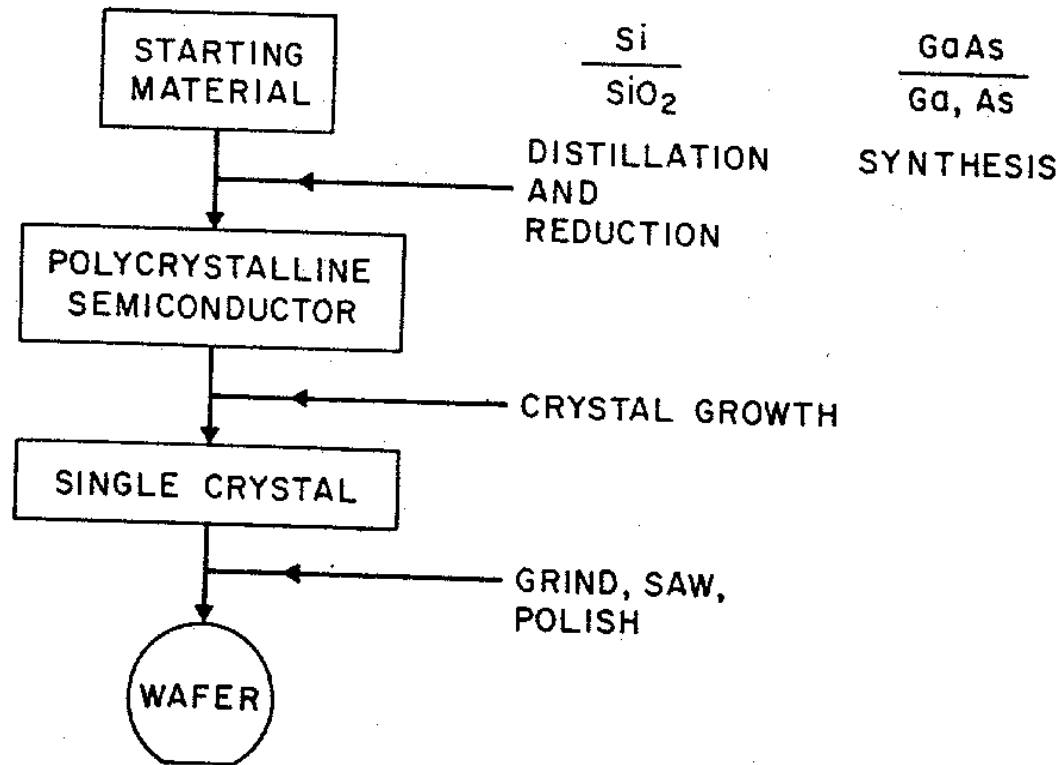 STARTING
MATERIAL
Si
SiO₂
GaAs
Ga, As
DISTILLATION
AND
REDUCTION
SYNTHESIS
POLYCRYSTALLINE
SEMICONDUCTOR
CRYSTAL GROWTH
SINGLE CRYSTAL
GRIND, SAW,
POLISH
WAFER